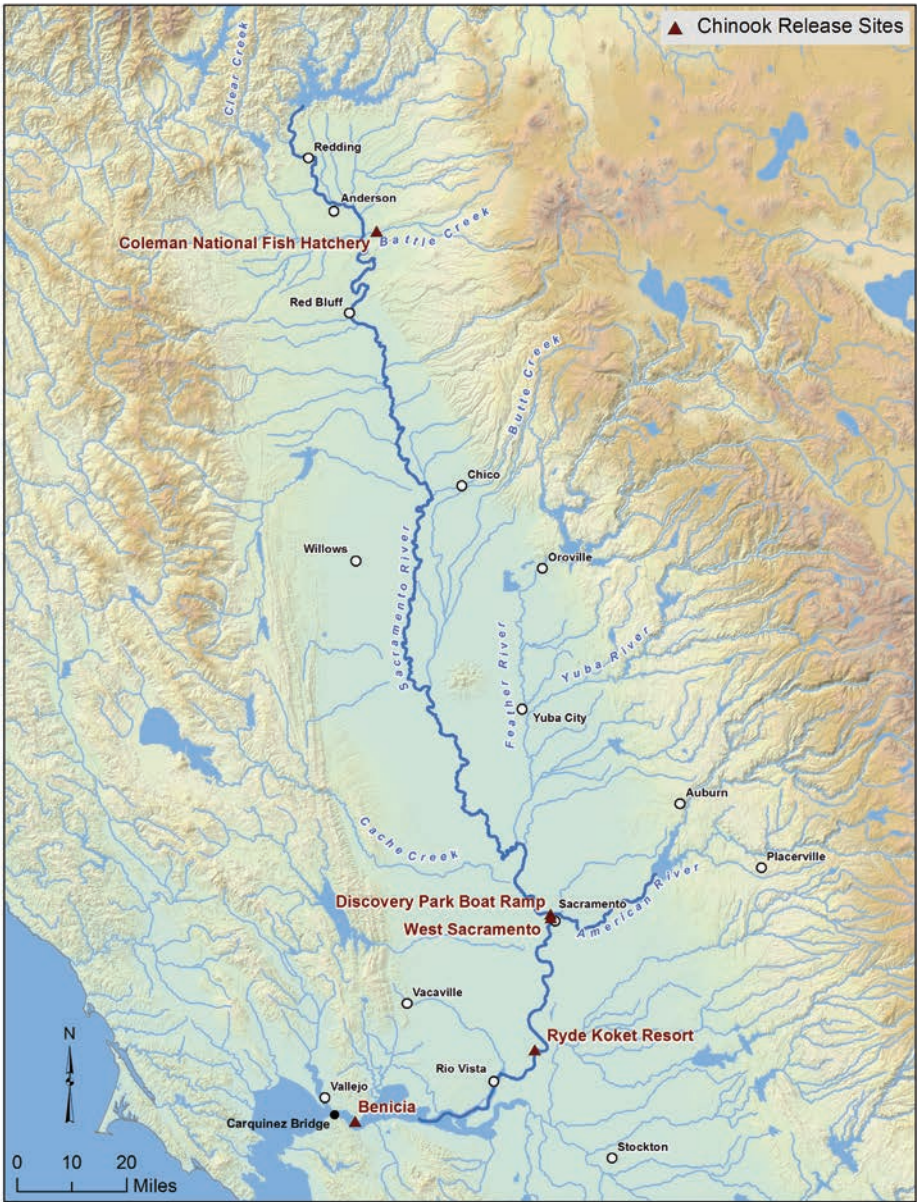 Chinook Release Sites
Clear Creek
Redding
Anderson
Coleman National Fish Hatchery
Battle Creek
Red Bluff
Butte Creek
Chico
Willows
Sacramento River
Oroville
Feather River
Yuba River
Yuba City
Auburn
Cache Creek
Placerville
Discovery Park Boat Ramp
Sacramento
West Sacramento
American River
Vacaville
Ryde Koket Resort
N
Rio Vista
Vallejo
Benicia
Carquinez Bridge
Stockton
0 10 20
Miles